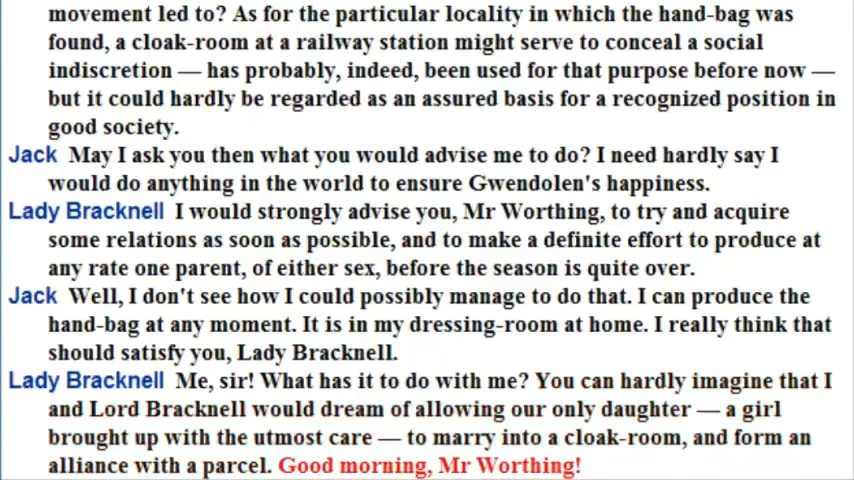 movement led to? As for the particular locality in which the hand-bag was
found, a cloak-room at a railway station might serve to conceal a social
indiscretion — has probably, indeed, been used for that purpose before now —
but it could hardly be regarded as an assured basis for a recognized position in
good society.
Jack May I ask you then what you would advise me to do? I need hardly say I
would do anything in the world to ensure Gwendolen's happiness.
Lady Bracknell I would strongly advise you, Mr Worthing, to try and acquire
some relations as soon as possible, and to make a definite effort to produce at
any rate one parent, of either sex, before the season is quite over.
Jack Well, I don't see how I could possibly manage to do that. I can produce the
hand-bag at any moment. It is in my dressing-room at home. I really think that
should satisfy you, Lady Bracknell.
Lady Bracknell Me, sir! What has it to do with me? You can hardly imagine that I
and Lord Bracknell would dream of allowing our only daughter — a girl
brought up with the utmost care — to marry into a cloak-room, and form an
alliance with a parcel. Good morning, Mr Worthing!